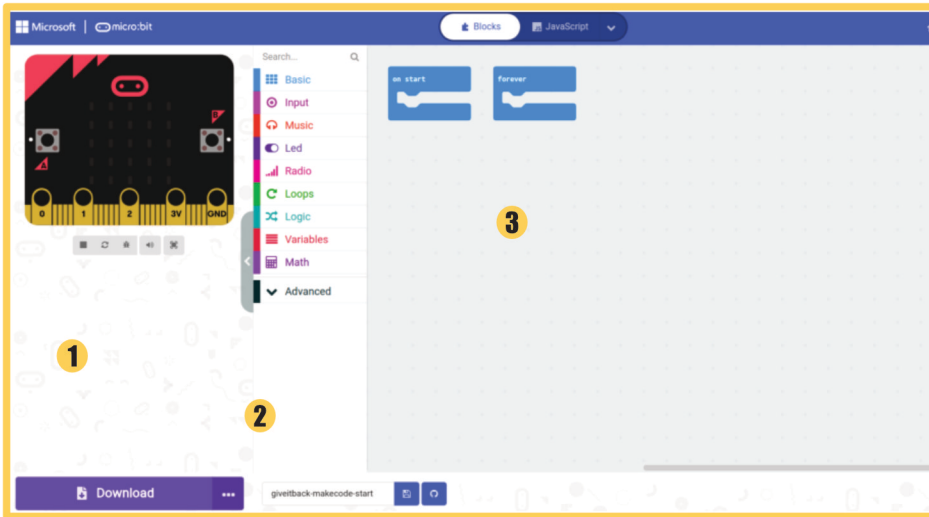 Microsoft | micro:bit
Blocks
JavaScript
Search...
Basic
Input
Music
Led
Radio
Loops
Logic
Variables
Math
Advanced
on start
forever
B
A
0 1 2 3V GND
1
2
3
Download ...
giveitback-makecode-start